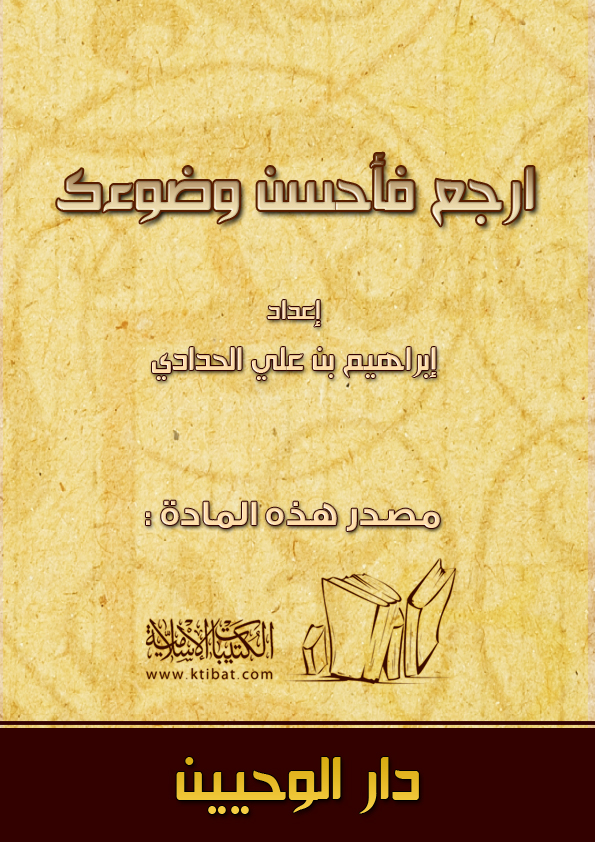 ارجع فأحسن وضوءك
إعداد
إبراهيم بن علي الحدادي
مصدر هذه المادة :
الكتيبات الإسلامية
www.ktibat.com
دار الوحيين